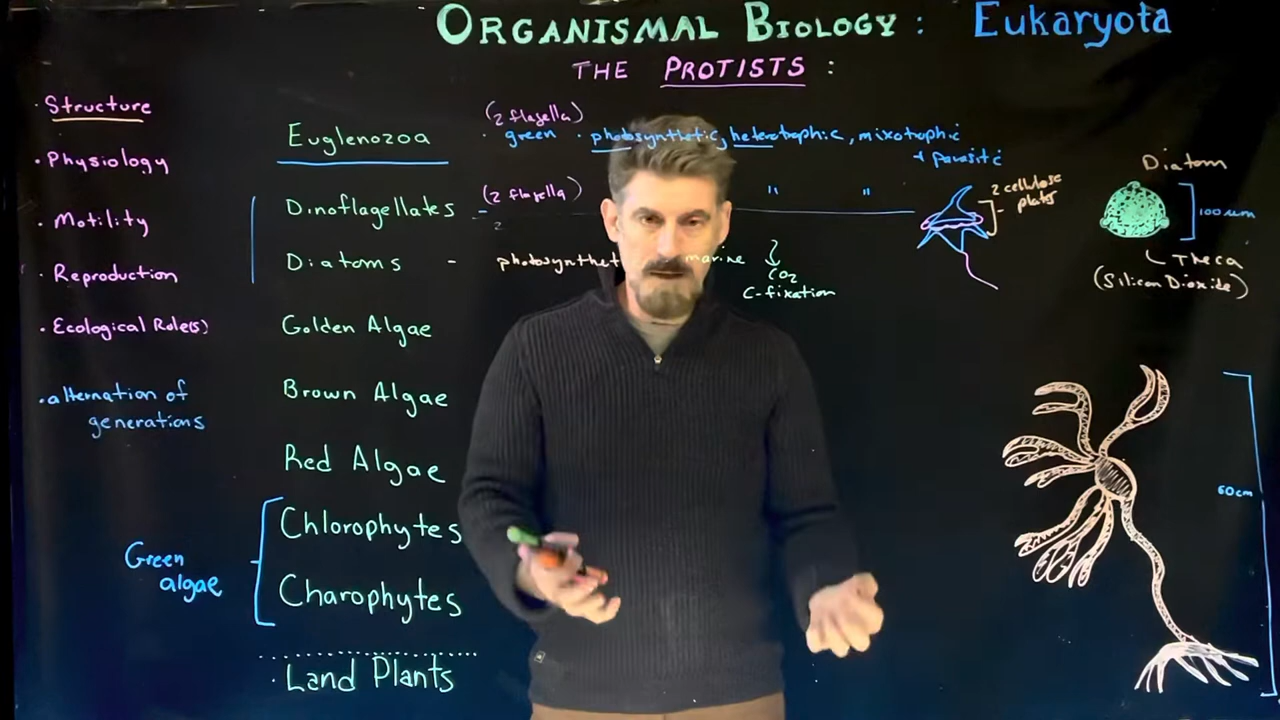 ORGANISMAL BIOLOGY : Eukaryota
THE PROTISTS :
· Structure
· Physiology
· Motility
· Reproduction
· Ecological Role(s)
· alternation of
generations
Green
algae
Euglenozoa
(2 flagella)
· green · photosynthetic, heterotrophic, mixotrophic
+ parasitic
Dinoflagellates -
(2 flagella) " "
2
Diatoms - photosynthet marine
CO2
C-fixation
Golden Algae
Brown Algae
Red Algae
Chlorophytes
Charophytes
· Land Plants
2 cellulose
plates
Diatom
100 um
Theca
(Silicon Dioxide)
60cm